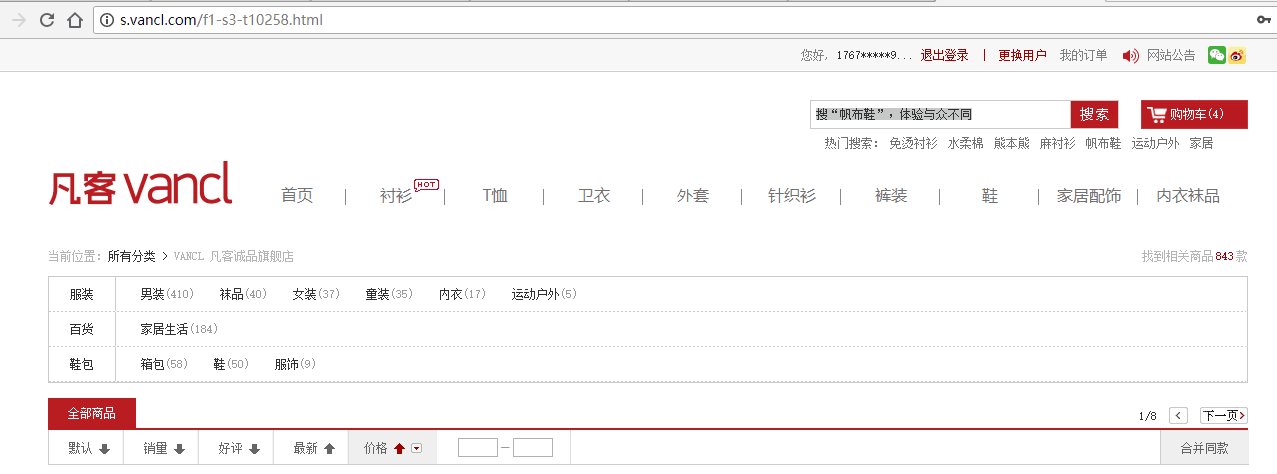 s.vancl.com/f1-s3-t10258.html
您好, 1767*****9... 退出登录 | 更换用户 我的订单 网站公告
搜“帆布鞋”，体验与众不同 搜索 购物车(4)
热门搜索: 免烫衬衫 水柔棉 熊本熊 麻衬衫 帆布鞋 运动户外 家居
凡客 vancl
首页 | 衬衫 HOT | T恤 | 卫衣 | 外套 | 针织衫 | 裤装 | 鞋 | 家居配饰 | 内衣袜品
当前位置: 所有分类 > VANCL 凡客诚品旗舰店 找到相关商品843款
服装 男装(410) 袜品(40) 女装(37) 童装(35) 内衣(17) 运动户外(5)
百货 家居生活(184)
鞋包 箱包(58) 鞋(50) 服饰(9)
全部商品 1/8 < 下一页>
默认 销量 好评 最新 价格 — 合并同款